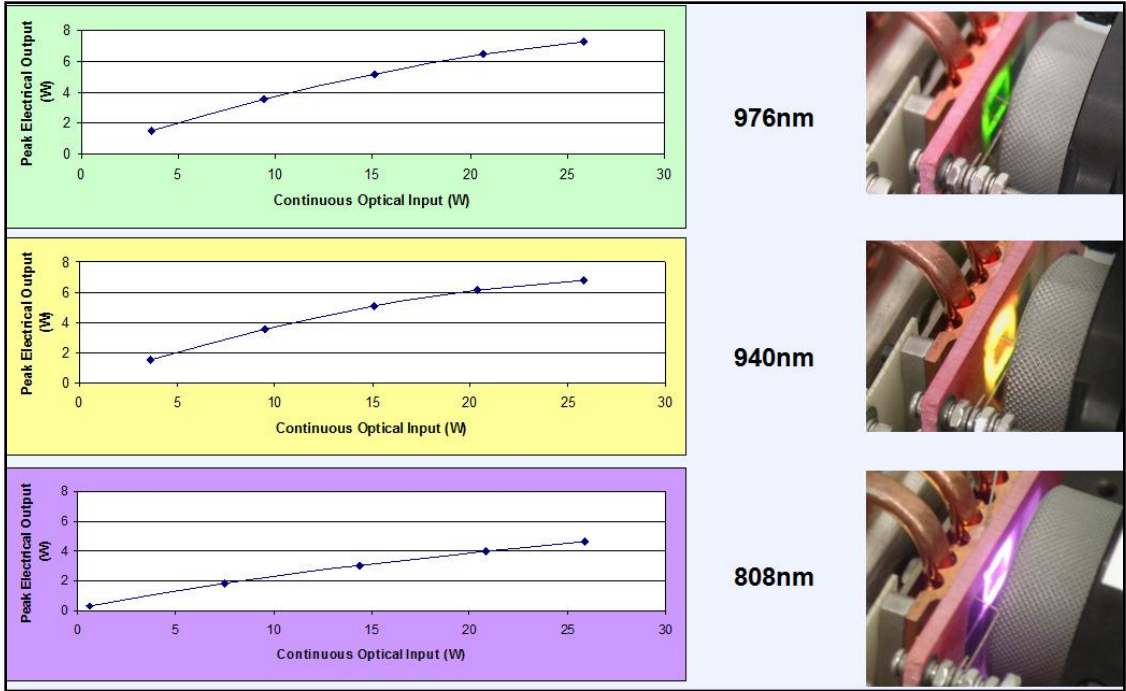 Peak Electrical Output
(W)
8
6
4
2
0
0 5 10 15 20 25 30
Continuous Optical Input (W)
976nm
Peak Electrical Output
(W)
8
6
4
2
0
0 5 10 15 20 25 30
Continuous Optical Input (W)
940nm
Peak Electrical Output
(W)
8
6
4
2
0
0 5 10 15 20 25 30
Continuous Optical Input (W)
808nm